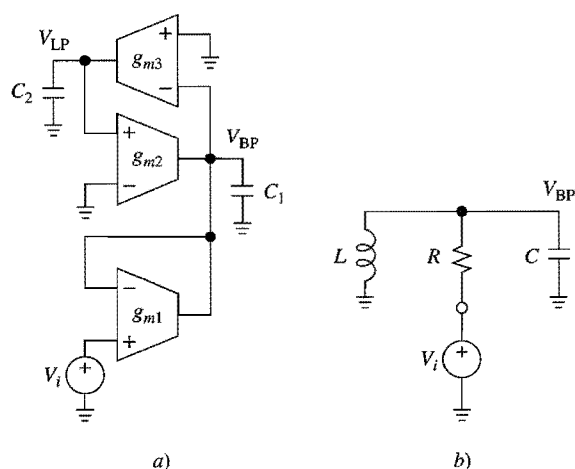 V_LP
+
g_m3
−
C_2
+
g_m2
−
V_BP
C_1
−
g_m1
+
V_i
+
a)
V_BP
L
R
C
V_i
+
b)